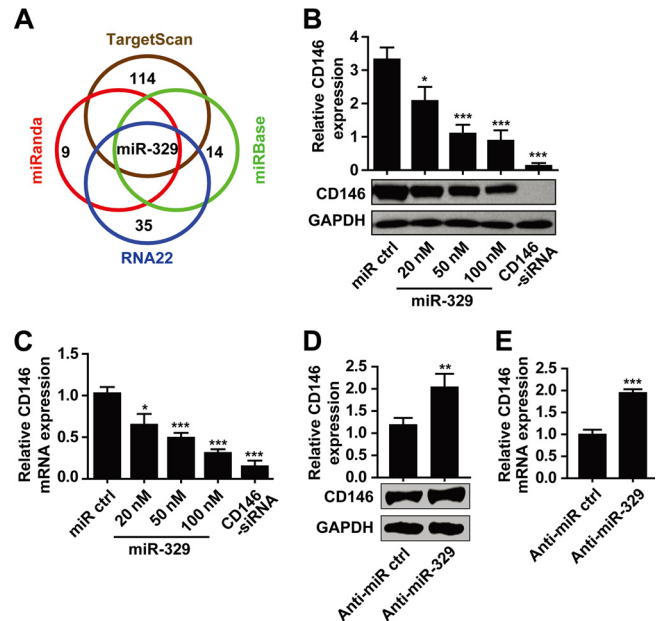 A
TargetScan
114
miRanda
9
miR-329
14
miRBase
35
RNA22
B
Relative CD146
expression
4
3
2
1
0
*
***
***
***
CD146
GAPDH
miR ctrl
20 nM
50 nM
100 nM
CD146
-siRNA
miR-329
C
Relative CD146
mRNA expression
1.5
1.0
0.5
0.0
*
***
***
***
miR ctrl
20 nM
50 nM
100 nM
CD146
-siRNA
miR-329
D
Relative CD146
expression
2.5
2.0
1.5
1.0
0.5
0.0
**
CD146
GAPDH
Anti-miR ctrl
Anti-miR-329
E
Relative CD146
mRNA expression
2.5
2.0
1.5
1.0
0.5
0.0
***
Anti-miR ctrl
Anti-miR-329